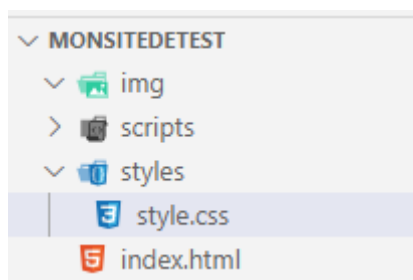 MONSITEDETEST
img
scripts
styles
style.css
index.html